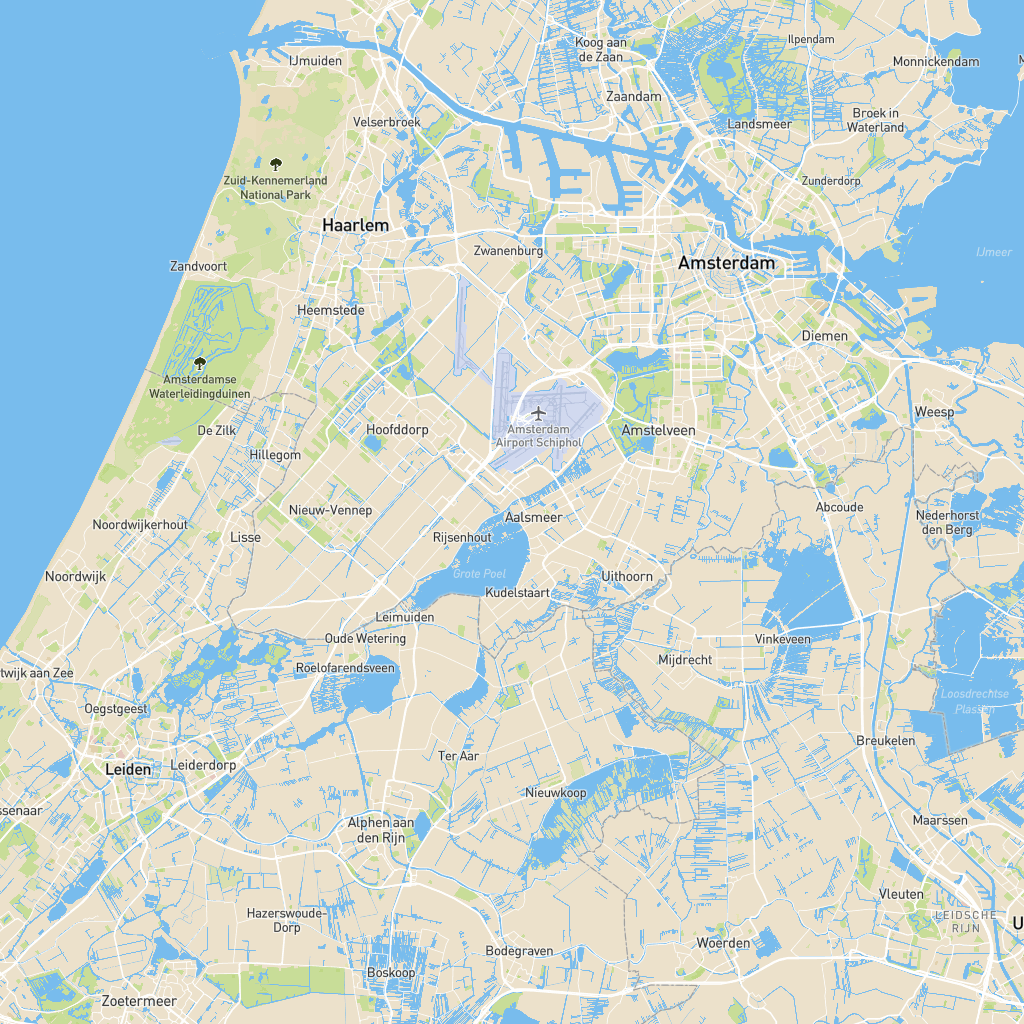 Koog aan
de Zaan
Ilpendam
IJmuiden
Monnickendam
Zaandam
Velserbroek
Landsmeer
Broek in
Waterland
Zuid-Kennemerland
National Park
Zunderdorp
Haarlem
Zwanenburg
IJmeer
Zandvoort
Amsterdam
Heemstede
Diemen
Amsterdamse
Waterleidingduinen
Weesp
De Zilk
Hoofddorp
Amsterdam
Airport Schiphol
Amstelveen
Hillegom
Nieuw-Vennep
Abcoude
Nederhorst
den Berg
Noordwijkerhout
Lisse
Rijsenhout
Aalsmeer
Noordwijk
Grote Poel
Uithoorn
Kudelstaart
Leimuiden
Oude Wetering
Vinkeveen
Roelofarendsveen
Mijdrecht
twijk aan Zee
Loosdrechtse
Plassen
Oegstgeest
Breukelen
Leiden
Leiderdorp
Ter Aar
Nieuwkoop
ssenaar
Alphen aan
den Rijn
Maarssen
Vleuten
Hazerswoude-
Dorp
LEIDSCHE
RIJN
U
Woerden
Bodegraven
Boskoop
Zoetermeer